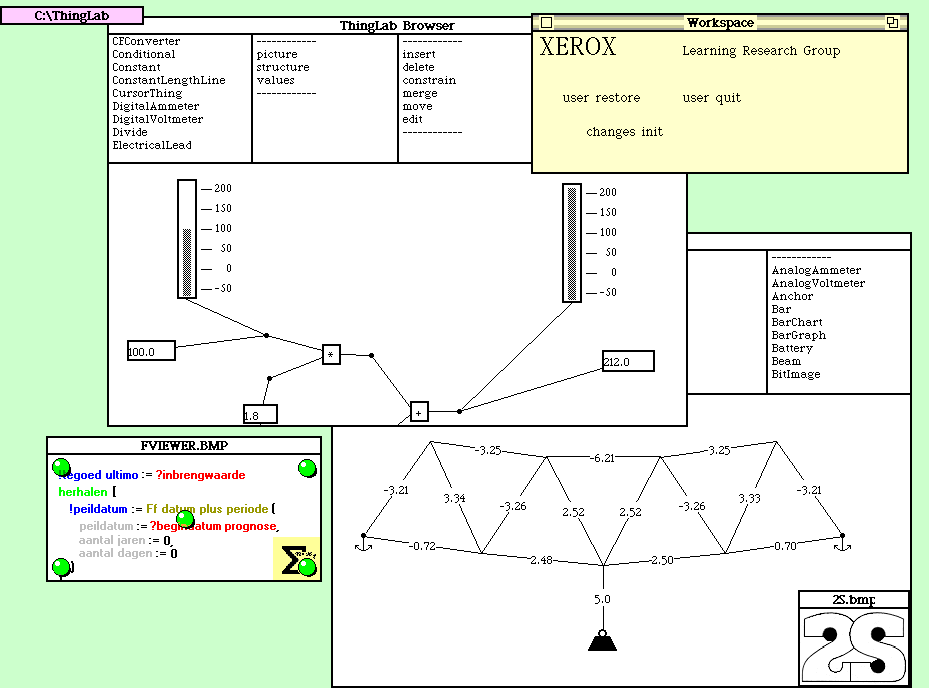 C:\ThingLab
ThingLab Browser
CFConverter
Conditional
Constant
ConstantLengthLine
CursorThing
DigitalAmmeter
DigitalVoltmeter
Divide
ElectricalLead
------------
picture
structure
values
------------
------------
insert
delete
constrain
merge
move
edit
------------
Workspace
XEROX Learning Research Group
user restore user quit
changes init
200
150
100
50
0
-50
200
150
100
50
0
-50
100.0
*
1.8
+
212.0
------------
AnalogAmmeter
AnalogVoltmeter
Anchor
Bar
BarChart
BarGraph
Battery
Beam
BitImage
FVIEWER.BMP
ultimo := ?inbrengwaarde
herhalen [
!peildatum := Ff datum plus periode (
peildatum := ?begindatum prognose,
aantal jaren := 0,
aantal dagen := 0
)
Σ
-3.25
-6.21
3.25
-3.21
3.34
-3.26
2.52
2.52
-3.26
3.33
-3.21
-0.72
2.48
2.50
0.70
5.0
2S.bmp
2S